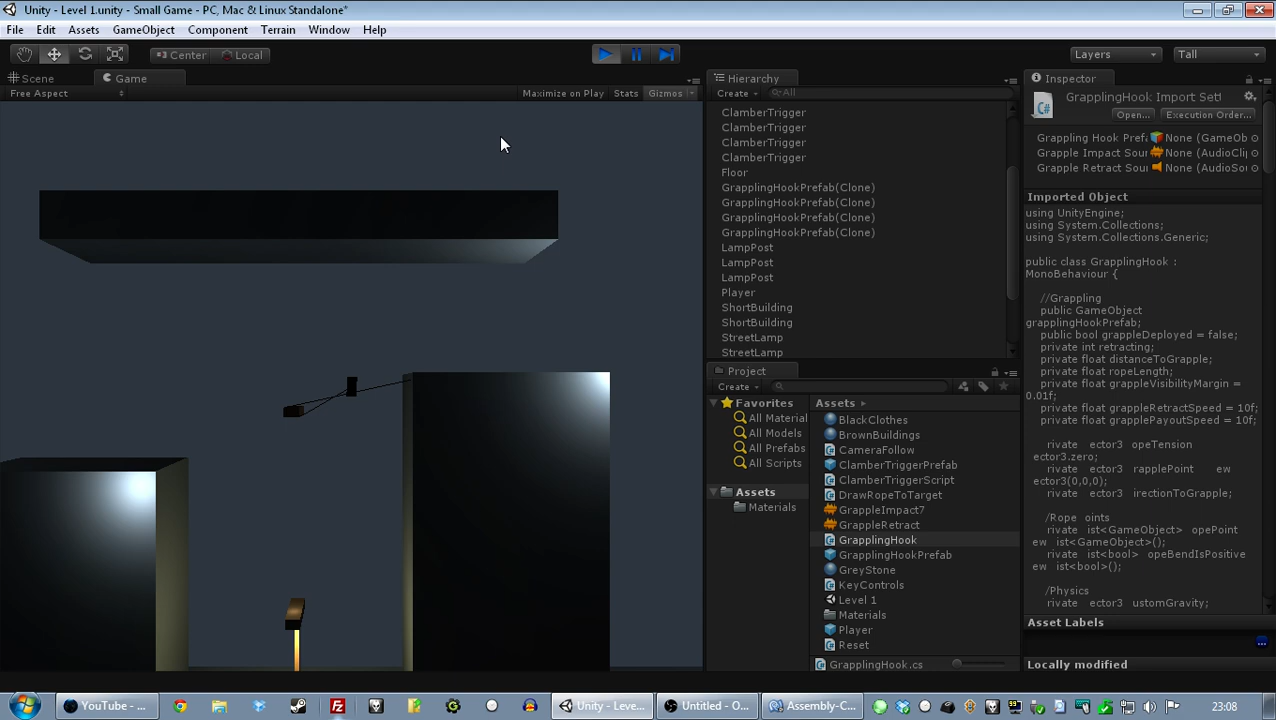 Unity - Level 1.unity - Small Game - PC, Mac & Linux Standalone*
File Edit Assets GameObject Component Terrain Window Help
Center Local Layers Tall
Scene Game
Free Aspect Maximize on Play Stats Gizmos
Hierarchy
Create All
ClamberTrigger
ClamberTrigger
ClamberTrigger
ClamberTrigger
Floor
GrapplingHookPrefab(Clone)
GrapplingHookPrefab(Clone)
GrapplingHookPrefab(Clone)
GrapplingHookPrefab(Clone)
LampPost
LampPost
LampPost
Player
ShortBuilding
ShortBuilding
StreetLamp
StreetLamp
Project
Create
Favorites
All Material
All Models
All Prefabs
All Scripts
Assets
Materials
Assets
BlackClothes
BrownBuildings
CameraFollow
ClamberTriggerPrefab
ClamberTriggerScript
DrawRopeToTarget
GrappleImpact7
GrappleRetract
GrapplingHook
GrapplingHookPrefab
GreyStone
KeyControls
Level 1
Materials
Player
Reset
GrapplingHook.cs
Inspector
GrapplingHook Import Sett
Open... Execution Order...
Grappling Hook Prefa None (GameOb
Grapple Impact Sour None (AudioClip
Grapple Retract Sou None (AudioSo
Imported Object
using UnityEngine;
using System.Collections;
using System.Collections.Generic;
public class GrapplingHook :
MonoBehaviour {
//Grappling
public GameObject
grapplingHookPrefab;
public bool grappleDeployed = false;
private int retracting;
private float distanceToGrapple;
private float ropeLength;
private float grappleVisibilityMargin =
0.01f;
private float grappleRetractSpeed = 10f;
private float grapplePayoutSpeed = 10f;
rivate ector3 opeTension
ector3.zero;
rivate ector3 rapplePoint ew
ector3(0,0,0);
rivate ector3 irectionToGrapple;
/Rope oints
rivate ist<GameObject> opePoint
ew ist<GameObject>();
rivate ist<bool> opeBendIsPositive
ew ist<bool>();
/Physics
rivate ector3 ustomGravity;
Asset Labels
Locally modified
YouTube - ... Unity - Leve... Untitled - O... Assembly-C... 23:08